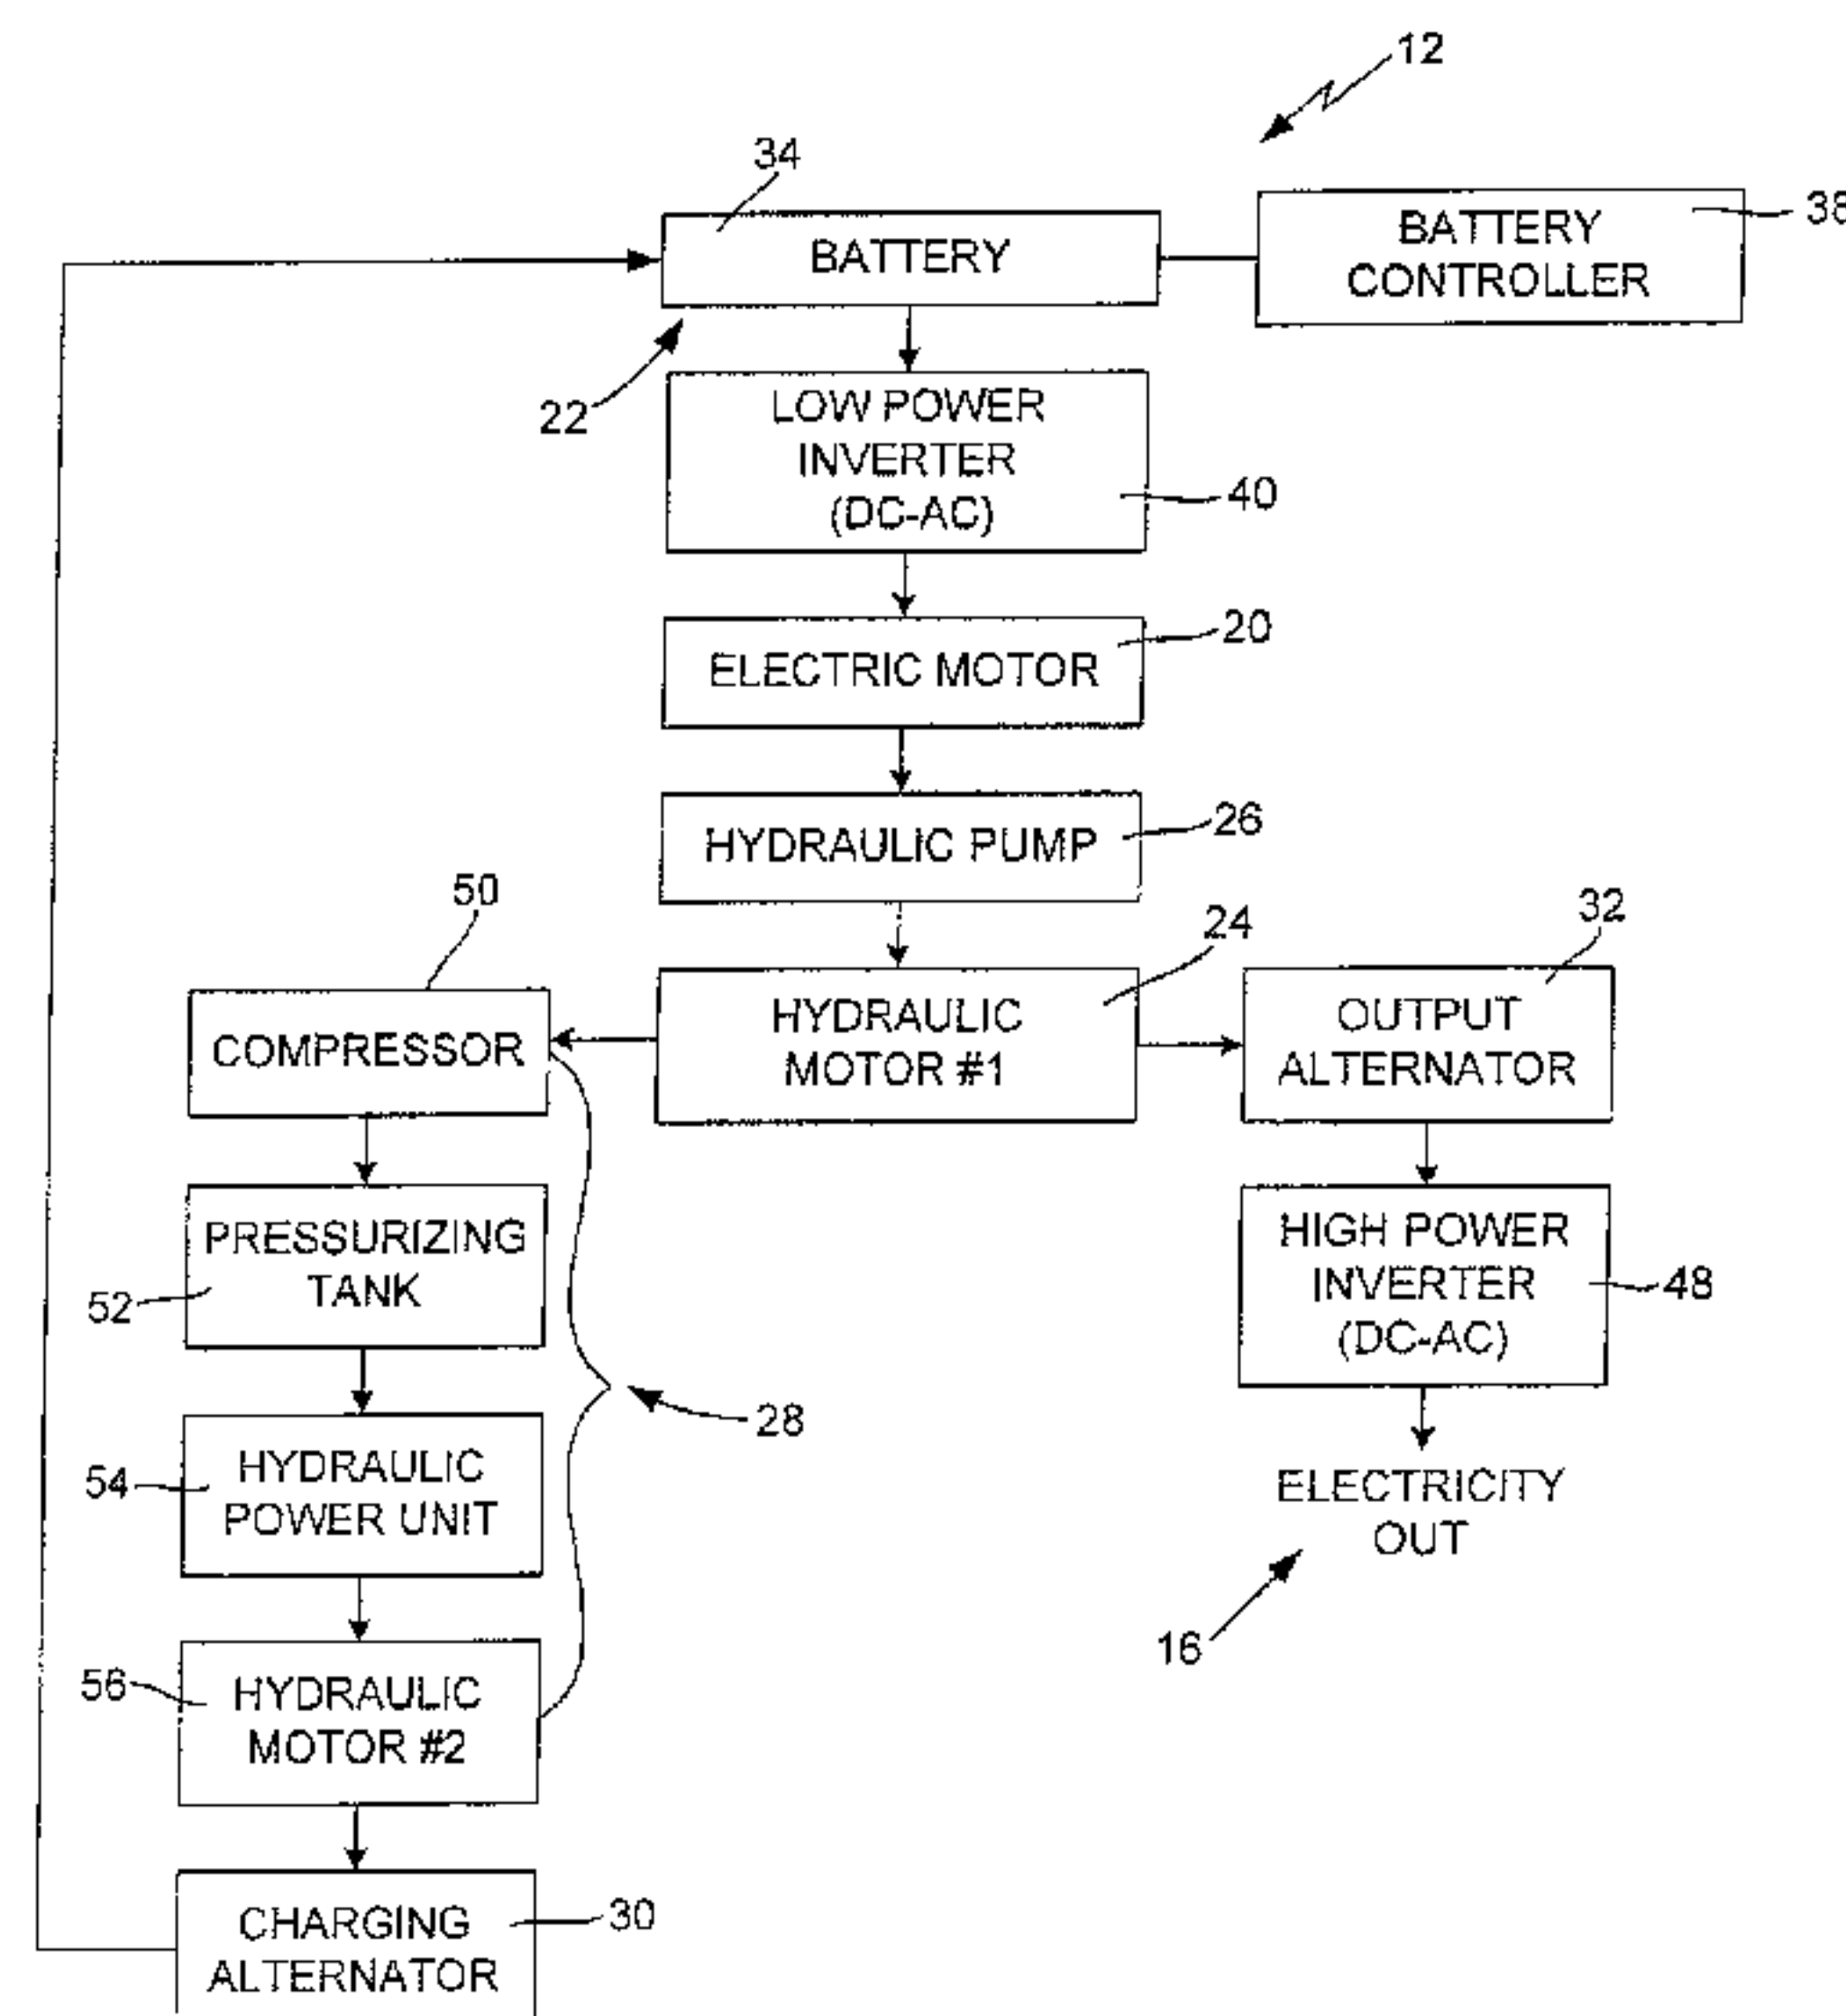 12
34
BATTERY
BATTERY
CONTROLLER
38
22
LOW POWER
INVERTER
(DC-AC)
40
ELECTRIC MOTOR
20
HYDRAULIC PUMP
26
50
24
32
COMPRESSOR
HYDRAULIC
MOTOR #1
OUTPUT
ALTERNATOR
PRESSURIZING
TANK
52
HIGH POWER
INVERTER
(DC-AC)
48
28
54
HYDRAULIC
POWER UNIT
ELECTRICITY
OUT
16
56
HYDRAULIC
MOTOR #2
CHARGING
ALTERNATOR
30